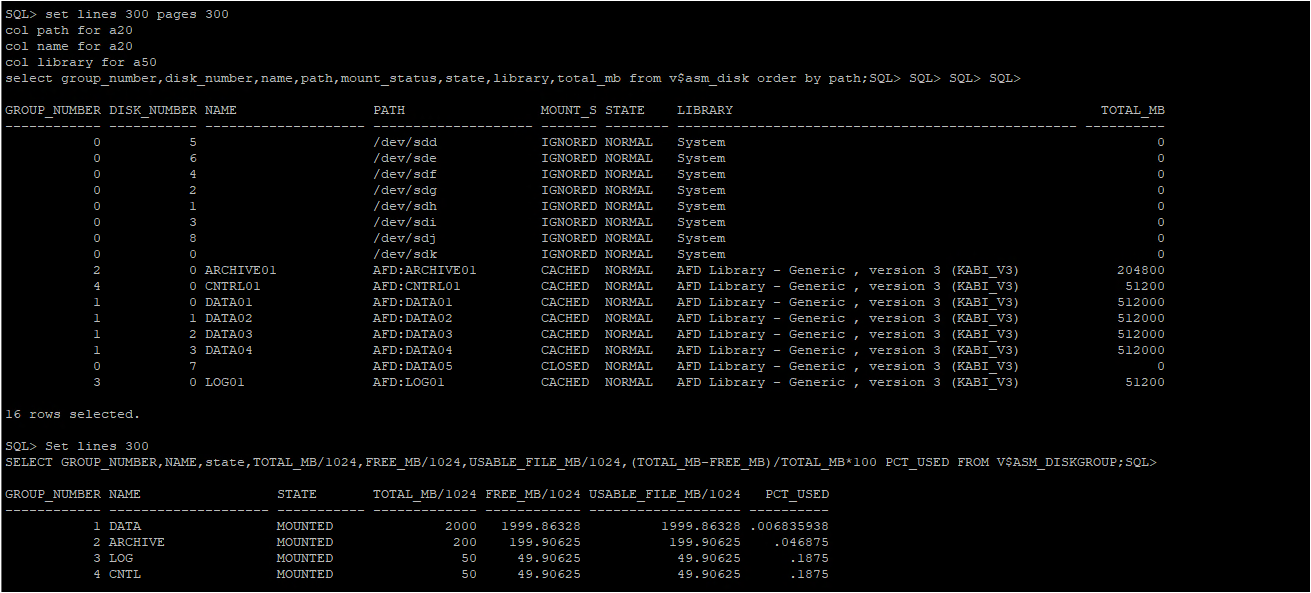 SQL> set lines 300 pages 300
col path for a20
col name for a20
col library for a50
select group_number,disk_number,name,path,mount_status,state,library,total_mb from v$asm_disk order by path;SQL> SQL> SQL> SQL>
GROUP_NUMBER DISK_NUMBER NAME                 PATH                 MOUNT_S STATE    LIBRARY                                              TOTAL_MB
------------ ----------- -------------------- -------------------- ------- -------- -------------------------------------------------- ----------
           0           5                      /dev/sdd             IGNORED NORMAL   System                                                      0
           0           6                      /dev/sde             IGNORED NORMAL   System                                                      0
           0           4                      /dev/sdf             IGNORED NORMAL   System                                                      0
           0           2                      /dev/sdg             IGNORED NORMAL   System                                                      0
           0           1                      /dev/sdh             IGNORED NORMAL   System                                                      0
           0           3                      /dev/sdi             IGNORED NORMAL   System                                                      0
           0           8                      /dev/sdj             IGNORED NORMAL   System                                                      0
           0           0                      /dev/sdk             IGNORED NORMAL   System                                                      0
           2           0 ARCHIVE01            AFD:ARCHIVE01        CACHED  NORMAL   AFD Library - Generic , version 3 (KABI_V3)            204800
           4           0 CNTRL01              AFD:CNTRL01          CACHED  NORMAL   AFD Library - Generic , version 3 (KABI_V3)             51200
           1           0 DATA01               AFD:DATA01           CACHED  NORMAL   AFD Library - Generic , version 3 (KABI_V3)            512000
           1           1 DATA02               AFD:DATA02           CACHED  NORMAL   AFD Library - Generic , version 3 (KABI_V3)            512000
           1           2 DATA03               AFD:DATA03           CACHED  NORMAL   AFD Library - Generic , version 3 (KABI_V3)            512000
           1           3 DATA04               AFD:DATA04           CACHED  NORMAL   AFD Library - Generic , version 3 (KABI_V3)            512000
           0           7                      AFD:DATA05           CLOSED  NORMAL   AFD Library - Generic , version 3 (KABI_V3)                 0
           3           0 LOG01                AFD:LOG01            CACHED  NORMAL   AFD Library - Generic , version 3 (KABI_V3)             51200
16 rows selected.
SQL> Set lines 300
SELECT GROUP_NUMBER,NAME,state,TOTAL_MB/1024,FREE_MB/1024,USABLE_FILE_MB/1024,(TOTAL_MB-FREE_MB)/TOTAL_MB*100 PCT_USED FROM V$ASM_DISKGROUP;SQL>
GROUP_NUMBER NAME                 STATE       TOTAL_MB/1024 FREE_MB/1024 USABLE_FILE_MB/1024   PCT_USED
------------ -------------------- ----------- ------------- ------------ ------------------- ----------
           1 DATA                 MOUNTED              2000   1999.86328          1999.86328 .006835938
           2 ARCHIVE              MOUNTED               200    199.90625           199.90625    .046875
           3 LOG                  MOUNTED                50     49.90625            49.90625      .1875
           4 CNTL                 MOUNTED                50     49.90625            49.90625      .1875